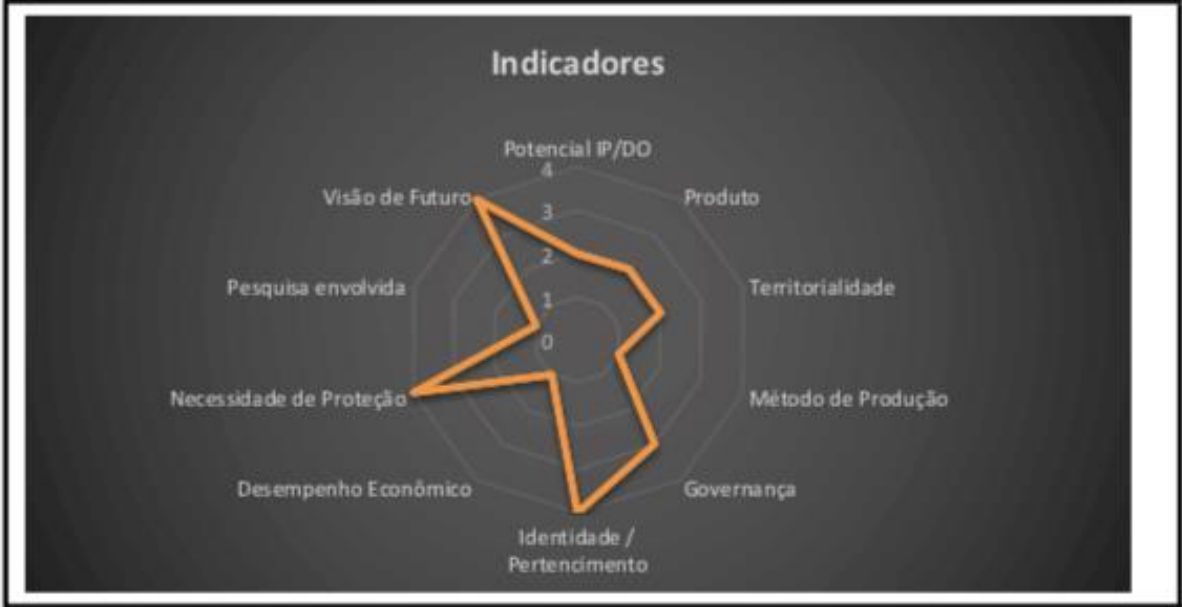 Indicadores
Potencial IP/DO
4
Visão de Futuro
Produto
3
2
Pesquisa envolvida
Territorialidade
1
0
Necessidade de Proteção
Método de Produção
Desempenho Econômico
Governança
Identidade /
Pertencimento